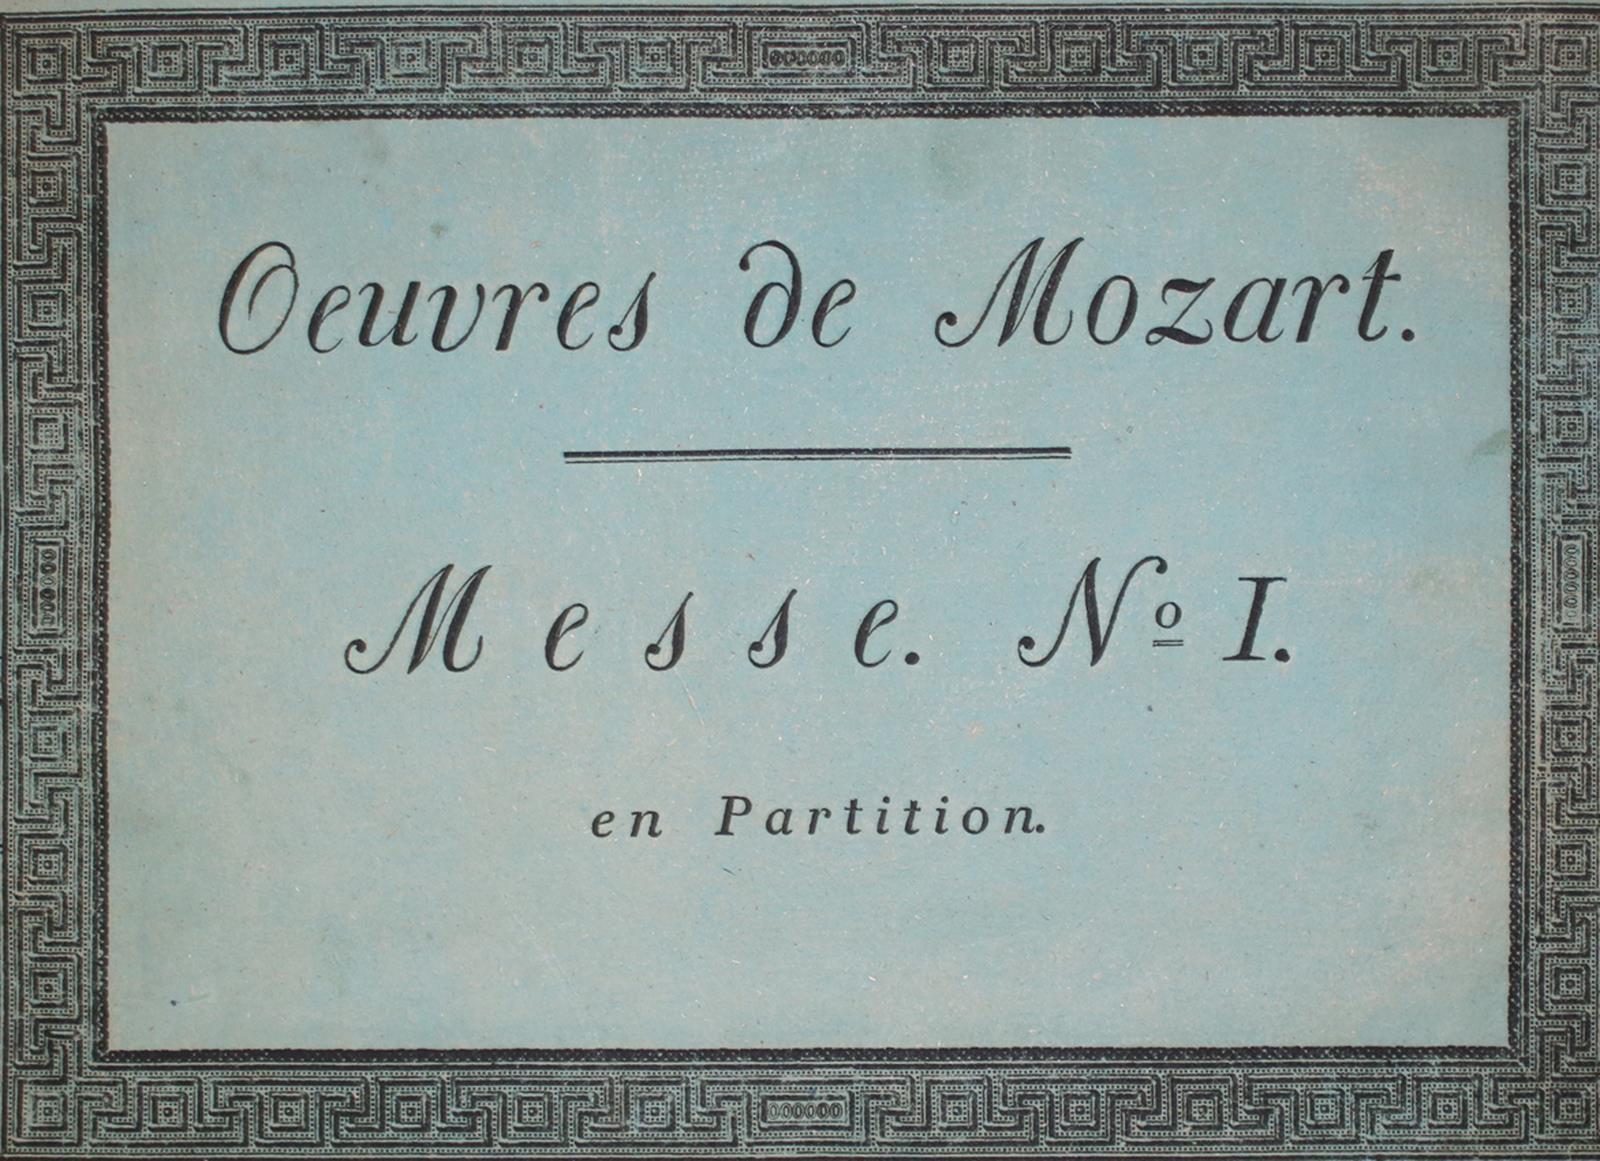 Oeuvres de Mozart.
Messe. Nº I.
en Partition.